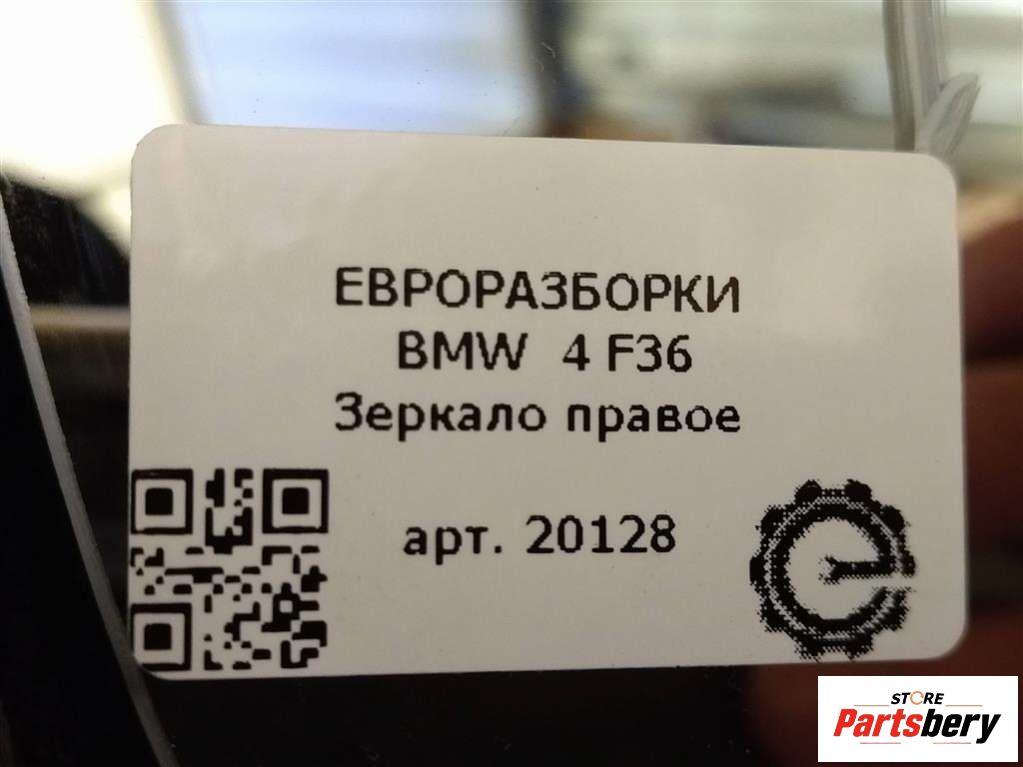 ЕВРОРАЗБОРКИ
BMW 4 F36
Зеркало правое
арт. 20128
STORE
Partsbery